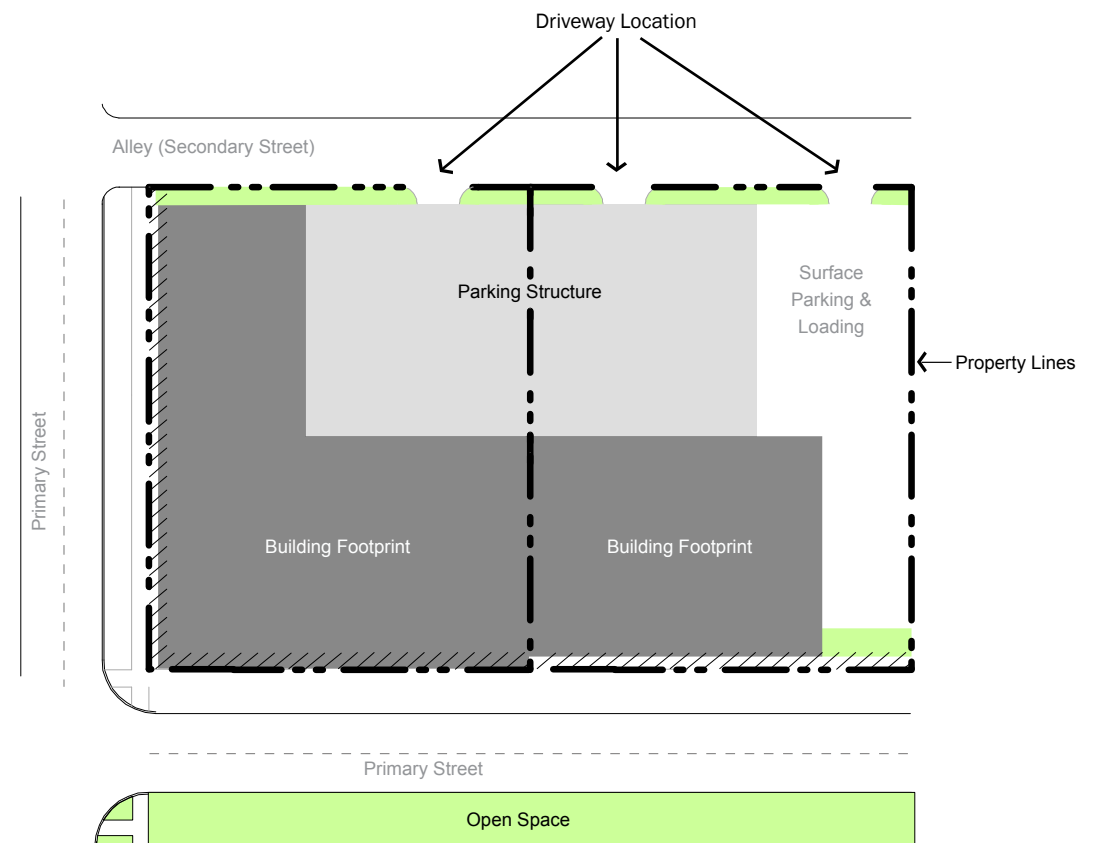 Driveway Location
Alley (Secondary Street)
Surface
Parking &
Loading
Parking Structure
Property Lines
Primary Street
Building Footprint
Building Footprint
Primary Street
Open Space